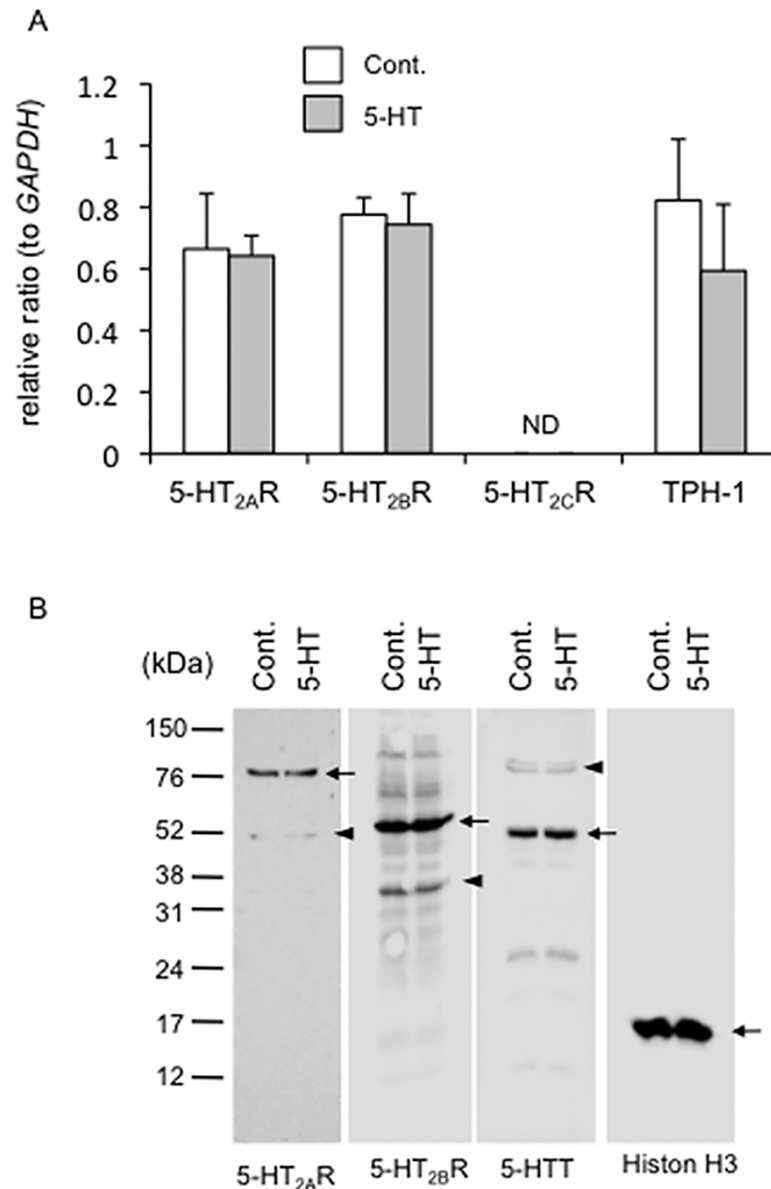 A
Cont.
5-HT
relative ratio (to GAPDH)
1.2
1
0.8
0.6
0.4
0.2
0
ND
5-HT2AR 5-HT2BR 5-HT2CR TPH-1
B
(kDa)
Cont. 5-HT Cont. 5-HT Cont. 5-HT Cont. 5-HT
150
76
52
38
31
24
17
12
5-HT2AR 5-HT2BR 5-HTT Histon H3